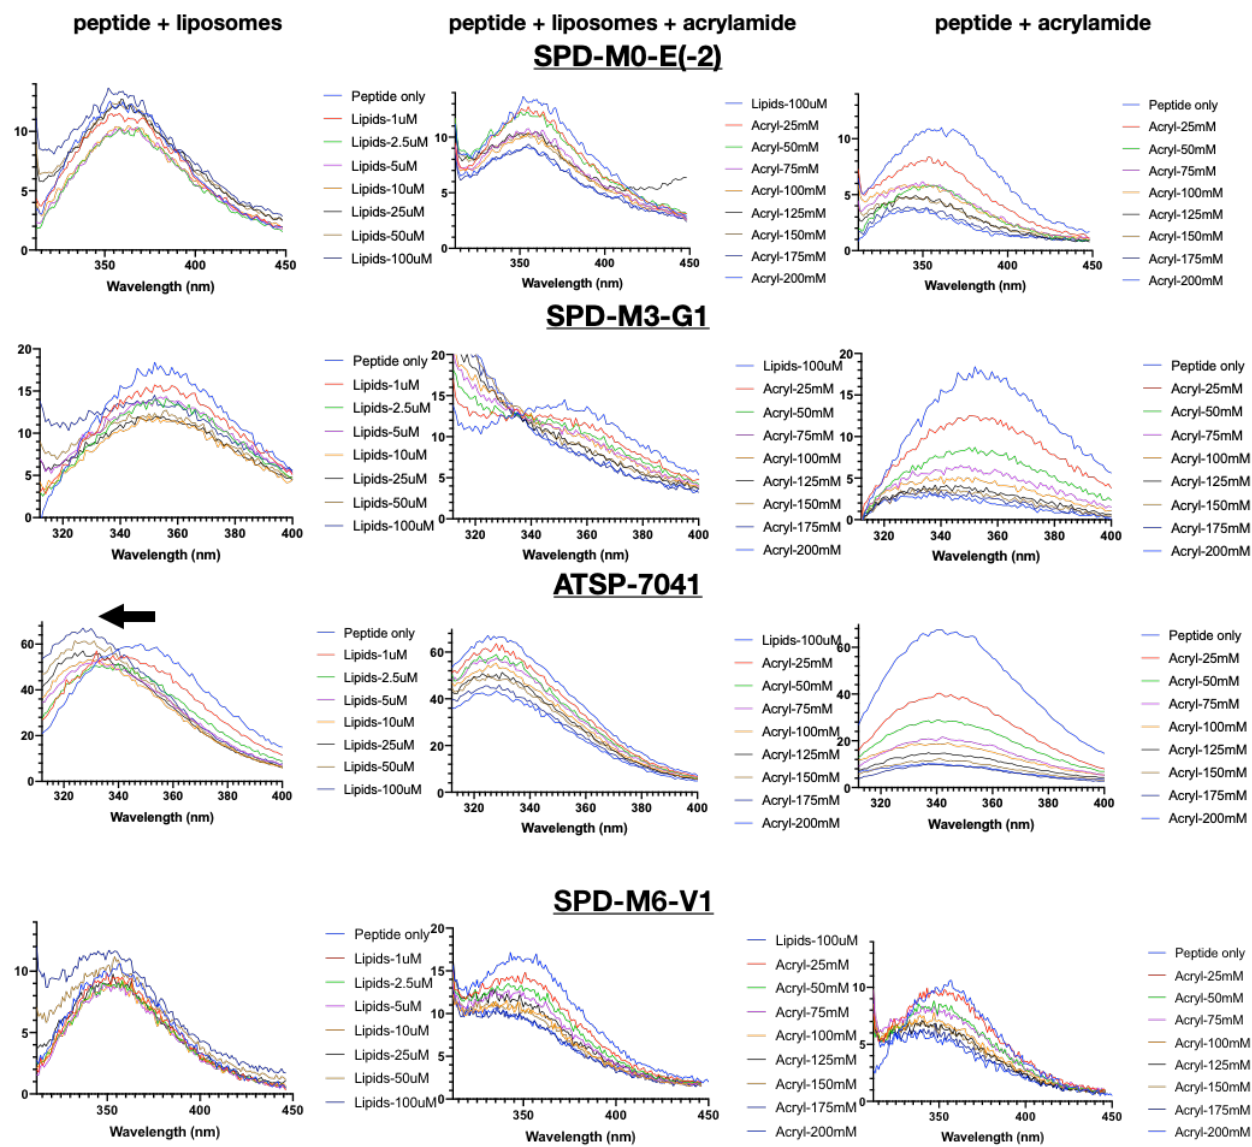 peptide + liposomes
peptide + liposomes + acrylamide
peptide + acrylamide
SPD-M0-E(-2)
10
5
0
350
400
450
Wavelength (nm)
Peptide only
Lipids-1uM
Lipids-2.5uM
Lipids-5uM
Lipids-10uM
Lipids-25uM
Lipids-50uM
Lipids-100uM
10
5
0
350
400
450
Wavelength (nm)
Lipids-100uM
Acryl-25mM
Acryl-50mM
Acryl-75mM
Acryl-100mM
Acryl-125mM
Acryl-150mM
Acryl-175mM
Acryl-200mM
10
5
0
350
400
450
Wavelength (nm)
Peptide only
Acryl-25mM
Acryl-50mM
Acryl-75mM
Acryl-100mM
Acryl-125mM
Acryl-150mM
Acryl-175mM
Acryl-200mM
SPD-M3-G1
20
15
10
5
0
320
340
360
380
400
Wavelength (nm)
Peptide only
Lipids-1uM
Lipids-2.5uM
Lipids-5uM
Lipids-10uM
Lipids-25uM
Lipids-50uM
Lipids-100uM
20
15
10
5
0
320
340
360
380
400
Wavelength (nm)
Lipids-100uM
Acryl-25mM
Acryl-50mM
Acryl-75mM
Acryl-100mM
Acryl-125mM
Acryl-150mM
Acryl-175mM
Acryl-200mM
20
15
10
5
0
320
340
360
380
400
Wavelength (nm)
Peptide only
Acryl-25mM
Acryl-50mM
Acryl-75mM
Acryl-100mM
Acryl-125mM
Acryl-150mM
Acryl-175mM
Acryl-200mM
ATSP-7041
60
40
20
0
320
340
360
380
400
Wavelength (nm)
Peptide only
Lipids-1uM
Lipids-2.5uM
Lipids-5uM
Lipids-10uM
Lipids-25uM
Lipids-50uM
Lipids-100uM
60
40
20
0
320
340
360
380
400
Wavelength (nm)
Lipids-100uM
Acryl-25mM
Acryl-50mM
Acryl-75mM
Acryl-100mM
Acryl-125mM
Acryl-150mM
Acryl-175mM
Acryl-200mM
60
40
20
0
320
340
360
380
400
Wavelength (nm)
Peptide only
Acryl-25mM
Acryl-50mM
Acryl-75mM
Acryl-100mM
Acryl-125mM
Acryl-150mM
Acryl-175mM
Acryl-200mM
SPD-M6-V1
10
5
0
350
400
450
Wavelength (nm)
Peptide only
Lipids-1uM
Lipids-2.5uM
Lipids-5uM
Lipids-10uM
Lipids-25uM
Lipids-50uM
Lipids-100uM
20
15
10
5
0
350
400
450
Wavelength (nm)
Lipids-100uM
Acryl-25mM
Acryl-50mM
Acryl-75mM
Acryl-100mM
Acryl-125mM
Acryl-150mM
Acryl-175mM
Acryl-200mM
10
5
0
350
400
450
Wavelength (nm)
Peptide only
Acryl-25mM
Acryl-50mM
Acryl-75mM
Acryl-100mM
Acryl-125mM
Acryl-150mM
Acryl-175mM
Acryl-200mM